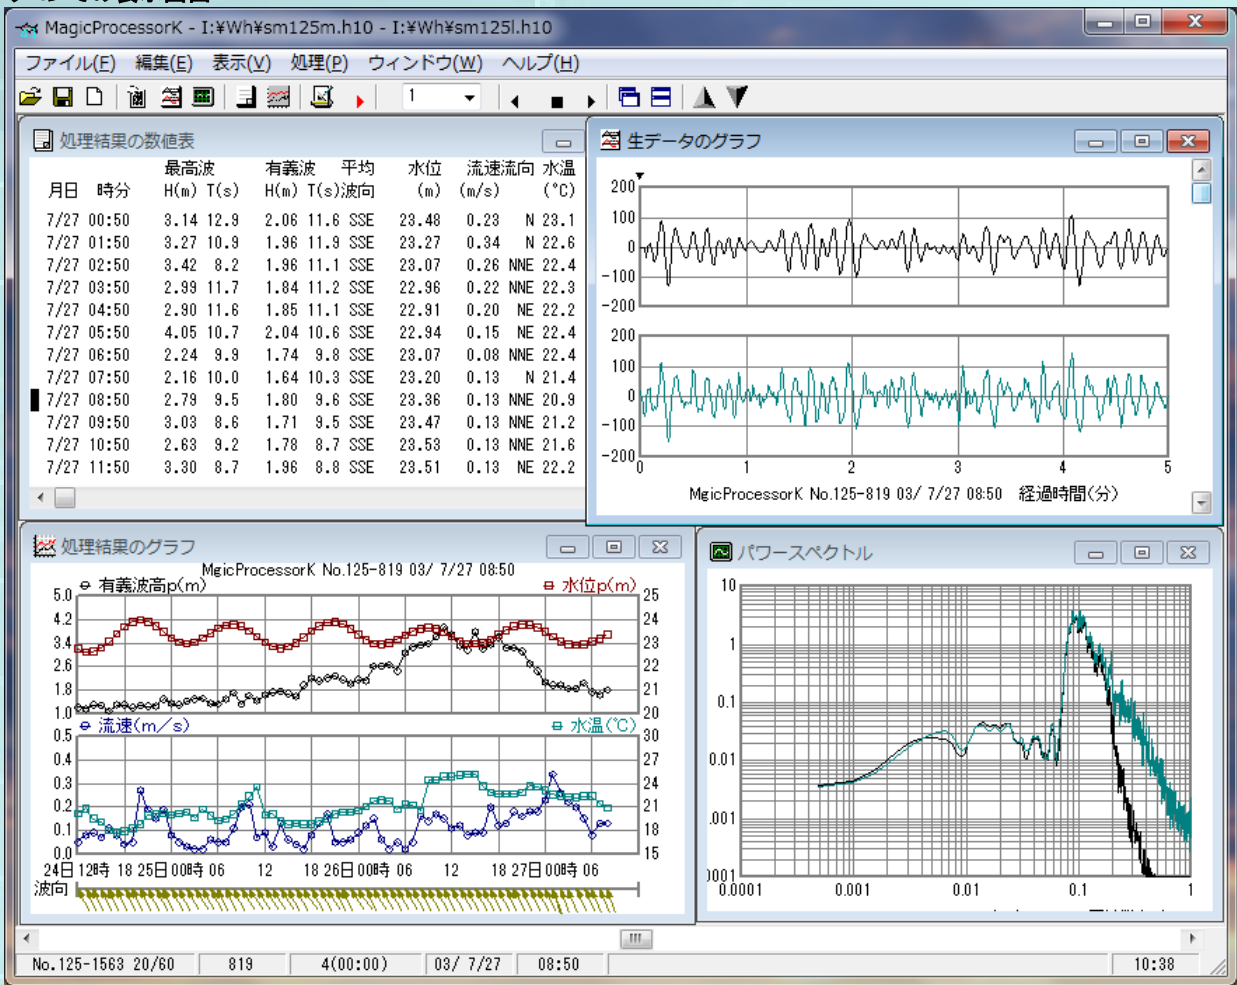 MagicProcessorK - I:¥Wh¥sm125m.h10 - I:¥Wh¥sm125l.h10
ファイル(F) 編集(E) 表示(V) 処理(P) ウィンドウ(W) ヘルプ(H)
1
処理結果の数値表
最高波 有義波 平均 水位 流速流向 水温
月日 時分 H(m) T(s) H(m) T(s)波向 (m) (m/s) (°C)
7/27 00:50 3.14 12.9 2.06 11.6 SSE 23.48 0.23 N 23.1
7/27 01:50 3.27 10.9 1.96 11.9 SSE 23.27 0.34 N 22.6
7/27 02:50 3.42 8.2 1.96 11.1 SSE 23.07 0.26 NNE 22.4
7/27 03:50 2.99 11.7 1.84 11.2 SSE 22.96 0.22 NNE 22.3
7/27 04:50 2.90 11.6 1.85 11.1 SSE 22.91 0.20 NE 22.2
7/27 05:50 4.05 10.7 2.04 10.6 SSE 22.94 0.15 NE 22.4
7/27 06:50 2.24 9.9 1.74 9.8 SSE 23.07 0.08 NNE 22.4
7/27 07:50 2.16 10.0 1.64 10.3 SSE 23.20 0.13 N 21.4
7/27 08:50 2.79 9.5 1.80 9.6 SSE 23.36 0.13 NNE 20.9
7/27 09:50 3.03 8.6 1.71 9.5 SSE 23.47 0.13 NNE 21.2
7/27 10:50 2.63 9.2 1.78 8.7 SSE 23.53 0.13 NNE 21.6
7/27 11:50 3.30 8.7 1.96 8.8 SSE 23.51 0.13 NE 22.2
生データのグラフ
200
100
0
-100
-200
200
100
0
-100
-200
0 1 2 3 4 5
MgicProcessorK No.125-819 03/ 7/27 08:50 経過時間(分)
処理結果のグラフ
MgicProcessorK No.125-819 03/ 7/27 08:50
有義波高p(m) 水位p(m)
5.0 25
4.2 24
3.4 23
2.6 22
1.8 21
1.0 20
流速(m/s) 水温(℃)
0.5 30
0.4 27
0.3 24
0.2 21
0.1 18
0.0 15
24日 12時 18 25日 00時 06 12 18 26日 00時 06 12 18 27日 00時 06
波向
パワースペクトル
10
1
0.1
0.01
.001
0001
0.0001 0.001 0.01 0.1 1
No.125-1563 20/60 819 4(00:00) 03/ 7/27 08:50 10:38